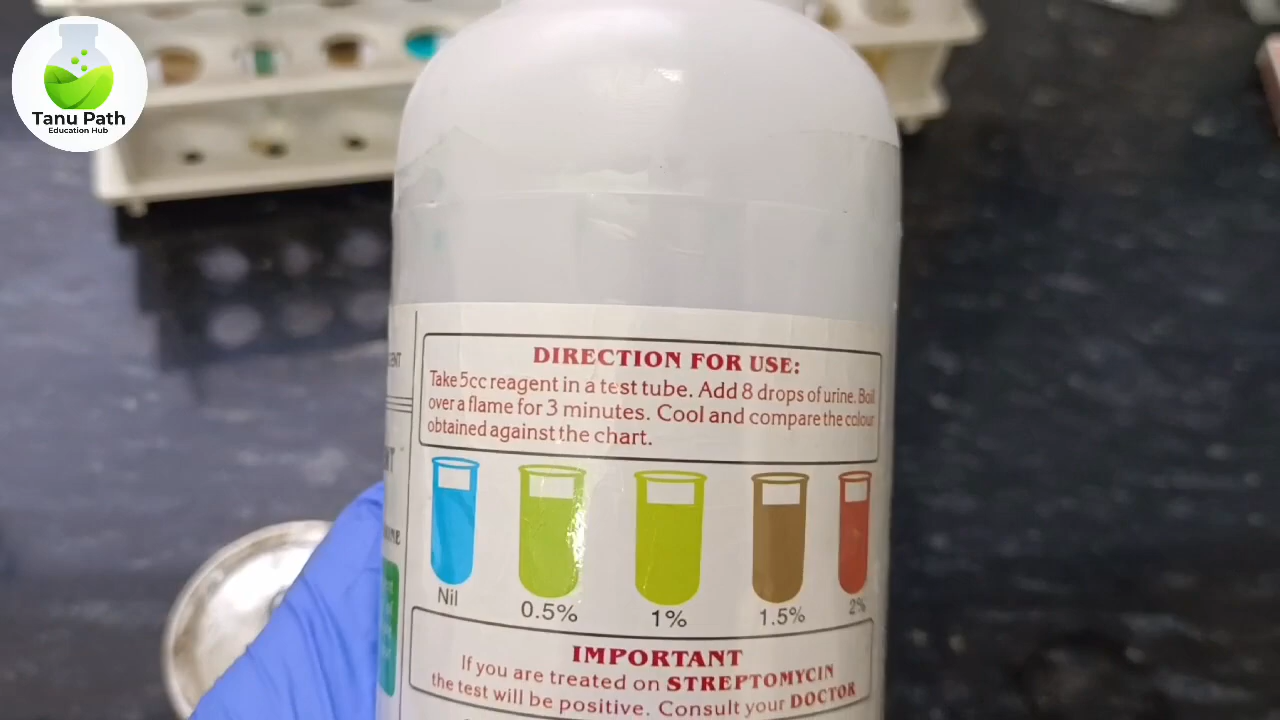 Tanu Path
Education Hub
DIRECTION FOR USE:
Take 5cc reagent in a test tube. Add 8 drops of urine. Boil
over a flame for 3 minutes. Cool and compare the colour
obtained against the chart.
Nil 0.5% 1% 1.5% 2%
IMPORTANT
If you are treated on STREPTOMYCIN
the test will be positive. Consult your DOCTOR